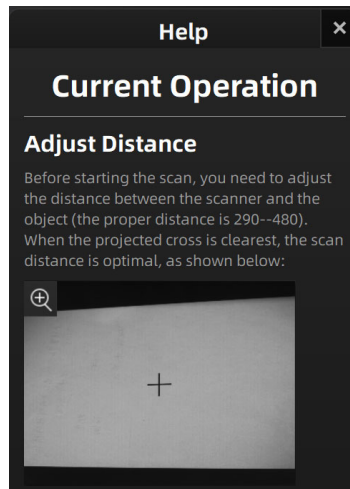 Help
×
Current Operation
Adjust Distance
Before starting the scan, you need to adjust
the distance between the scanner and the
object (the proper distance is 290--480).
When the projected cross is clearest, the scan
distance is optimal, as shown below: